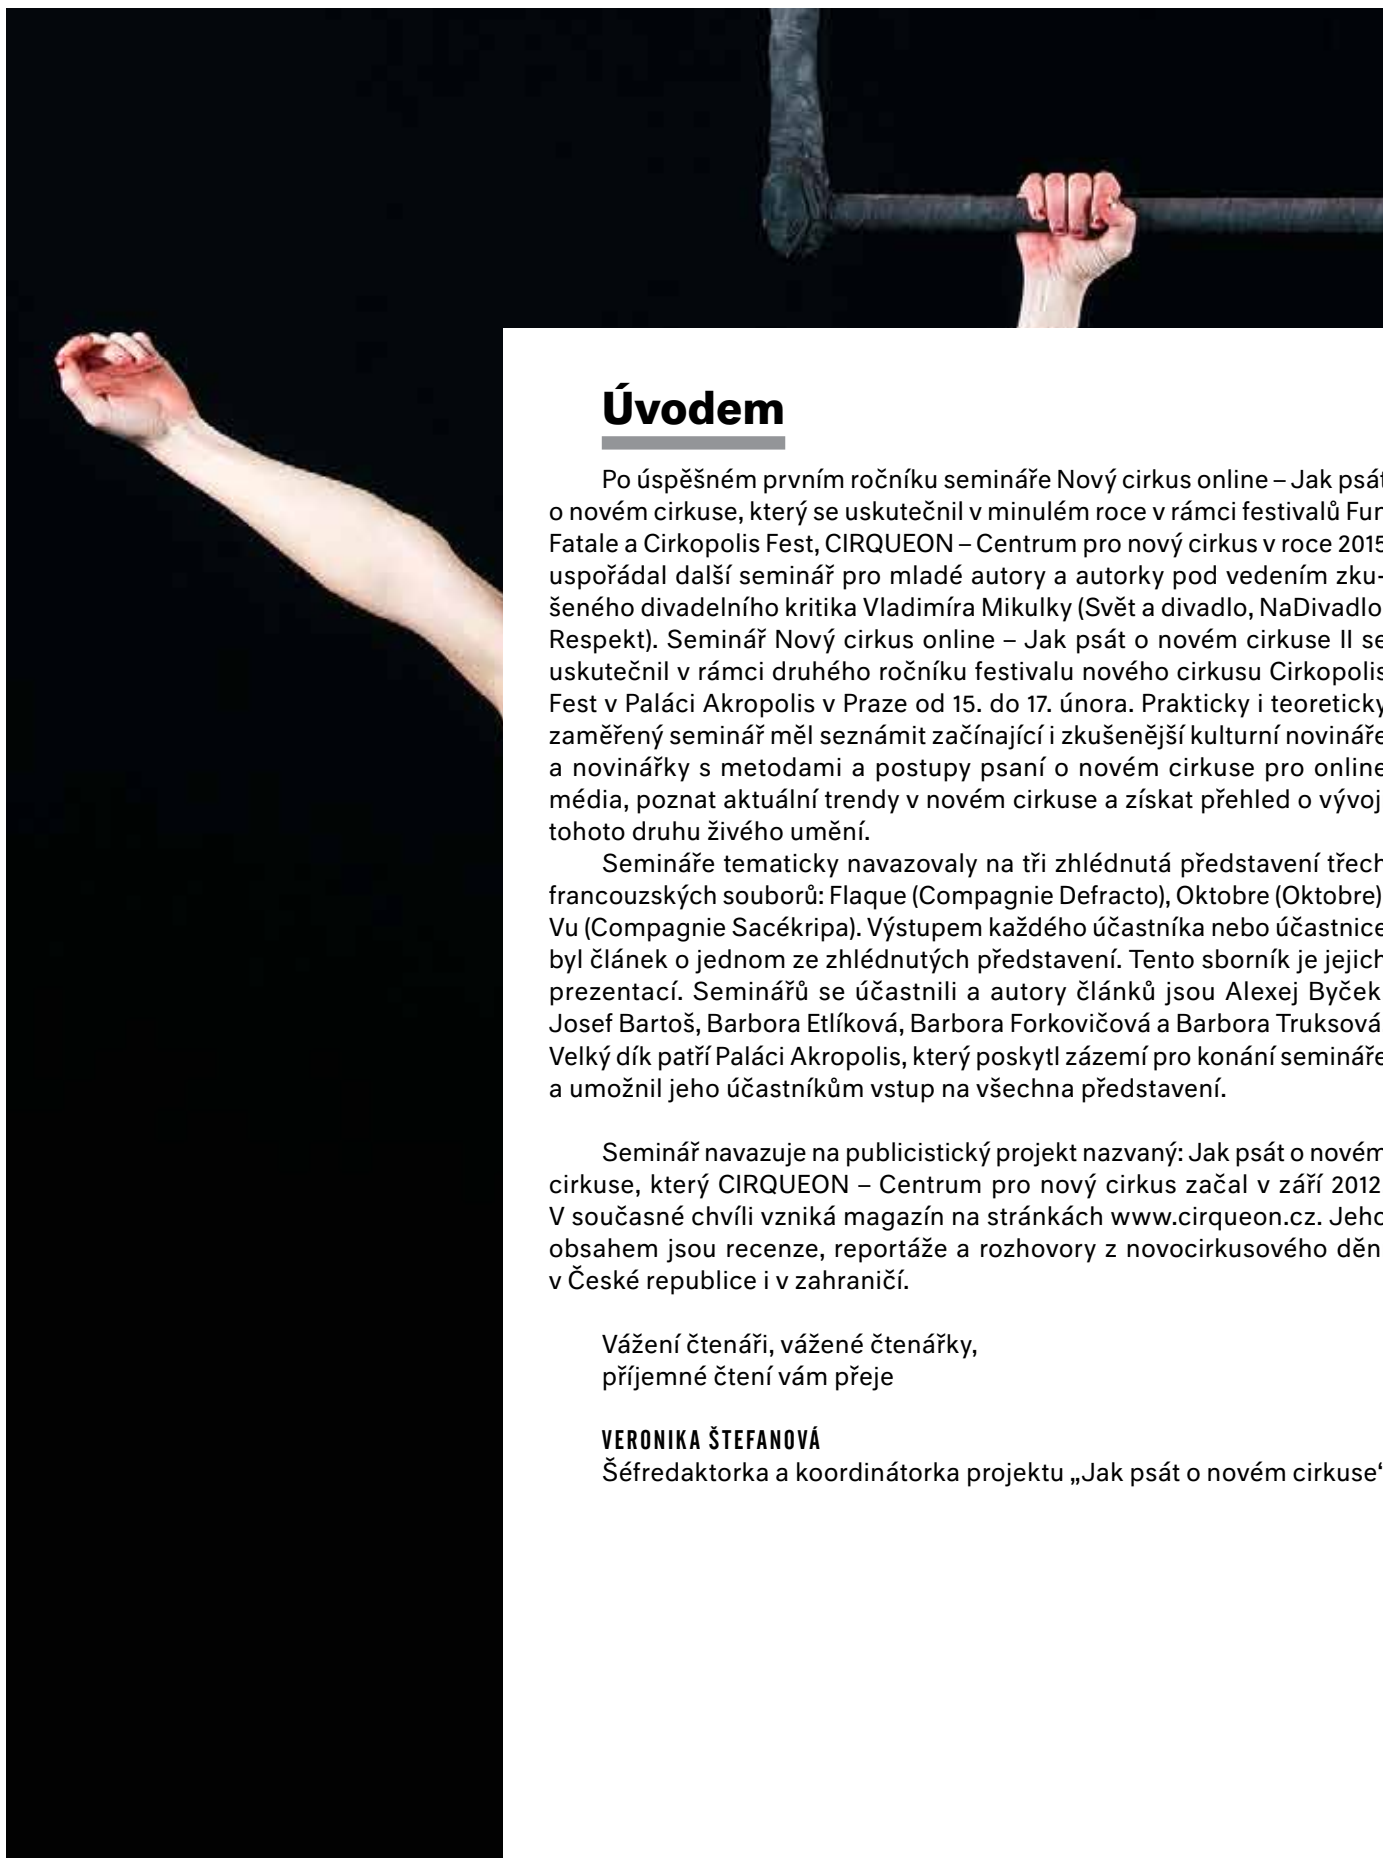 Úvodem
Po úspěšném prvním ročníku semináře Nový cirkus online – Jak psát
o novém cirkuse, který se uskutečnil v minulém roce v rámci festivalů Fun
Fatale a Cirkopolis Fest, CIRQUEON – Centrum pro nový cirkus v roce 2015
uspořádal další seminář pro mladé autory a autorky pod vedením zku-
šeného divadelního kritika Vladimíra Mikulky (Svět a divadlo, NaDivadlo
Respekt). Seminář Nový cirkus online – Jak psát o novém cirkuse II se
uskutečnil v rámci druhého ročníku festivalu nového cirkusu Cirkopolis
Fest v Paláci Akropolis v Praze od 15. do 17. února. Prakticky i teoreticky
zaměřený seminář měl seznámit začínající i zkušenější kulturní novináře
a novinářky s metodami a postupy psaní o novém cirkuse pro online
média, poznat aktuální trendy v novém cirkuse a získat přehled o vývoj
tohoto druhu živého umění.
Semináře tematicky navazovaly na tři zhlédnutá představení třech
francouzských souborů: Flaque (Compagnie Defracto), Oktobre (Oktobre)
Vu (Compagnie Sacékripa). Výstupem každého účastníka nebo účastnice
byl článek o jednom ze zhlédnutých představení. Tento sborník je jejich
prezentací. Seminářů se účastnili a autory článků jsou Alexej Byček
Josef Bartoš, Barbora Etlíková, Barbora Forkovičová a Barbora Truksová
Velký dík patří Paláci Akropolis, který poskytl zázemí pro konání semináře
a umožnil jeho účastníkům vstup na všechna představení.
Seminář navazuje na publicistický projekt nazvaný: Jak psát o novém
cirkuse, který CIRQUEON – Centrum pro nový cirkus začal v září 2012
V současné chvíli vzniká magazín na stránkách www.cirqueon.cz. Jeho
obsahem jsou recenze, reportáže a rozhovory z novocirkusového děn
v České republice i v zahraničí.
Vážení čtenáři, vážené čtenářky,
příjemné čtení vám přeje
VERONIKA ŠTEFANOVÁ
Šéfredaktorka a koordinátorka projektu „Jak psát o novém cirkuse“